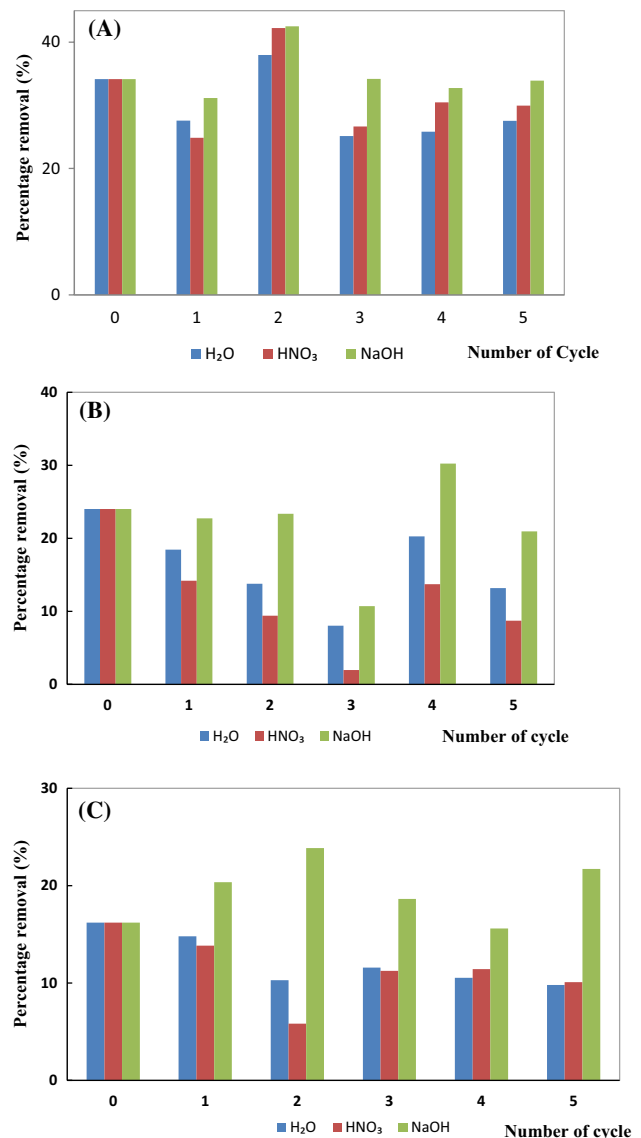 (A)
Percentage removal (%)
40
20
0
0 1 2 3 4 5
H₂O HNO₃ NaOH Number of Cycle
(B)
Percentage removal (%)
40
30
20
10
0
0 1 2 3 4 5
H₂O HNO₃ NaOH Number of cycle
(C)
Percentage removal (%)
30
20
10
0
0 1 2 3 4 5
H₂O HNO₃ NaOH Number of cycle